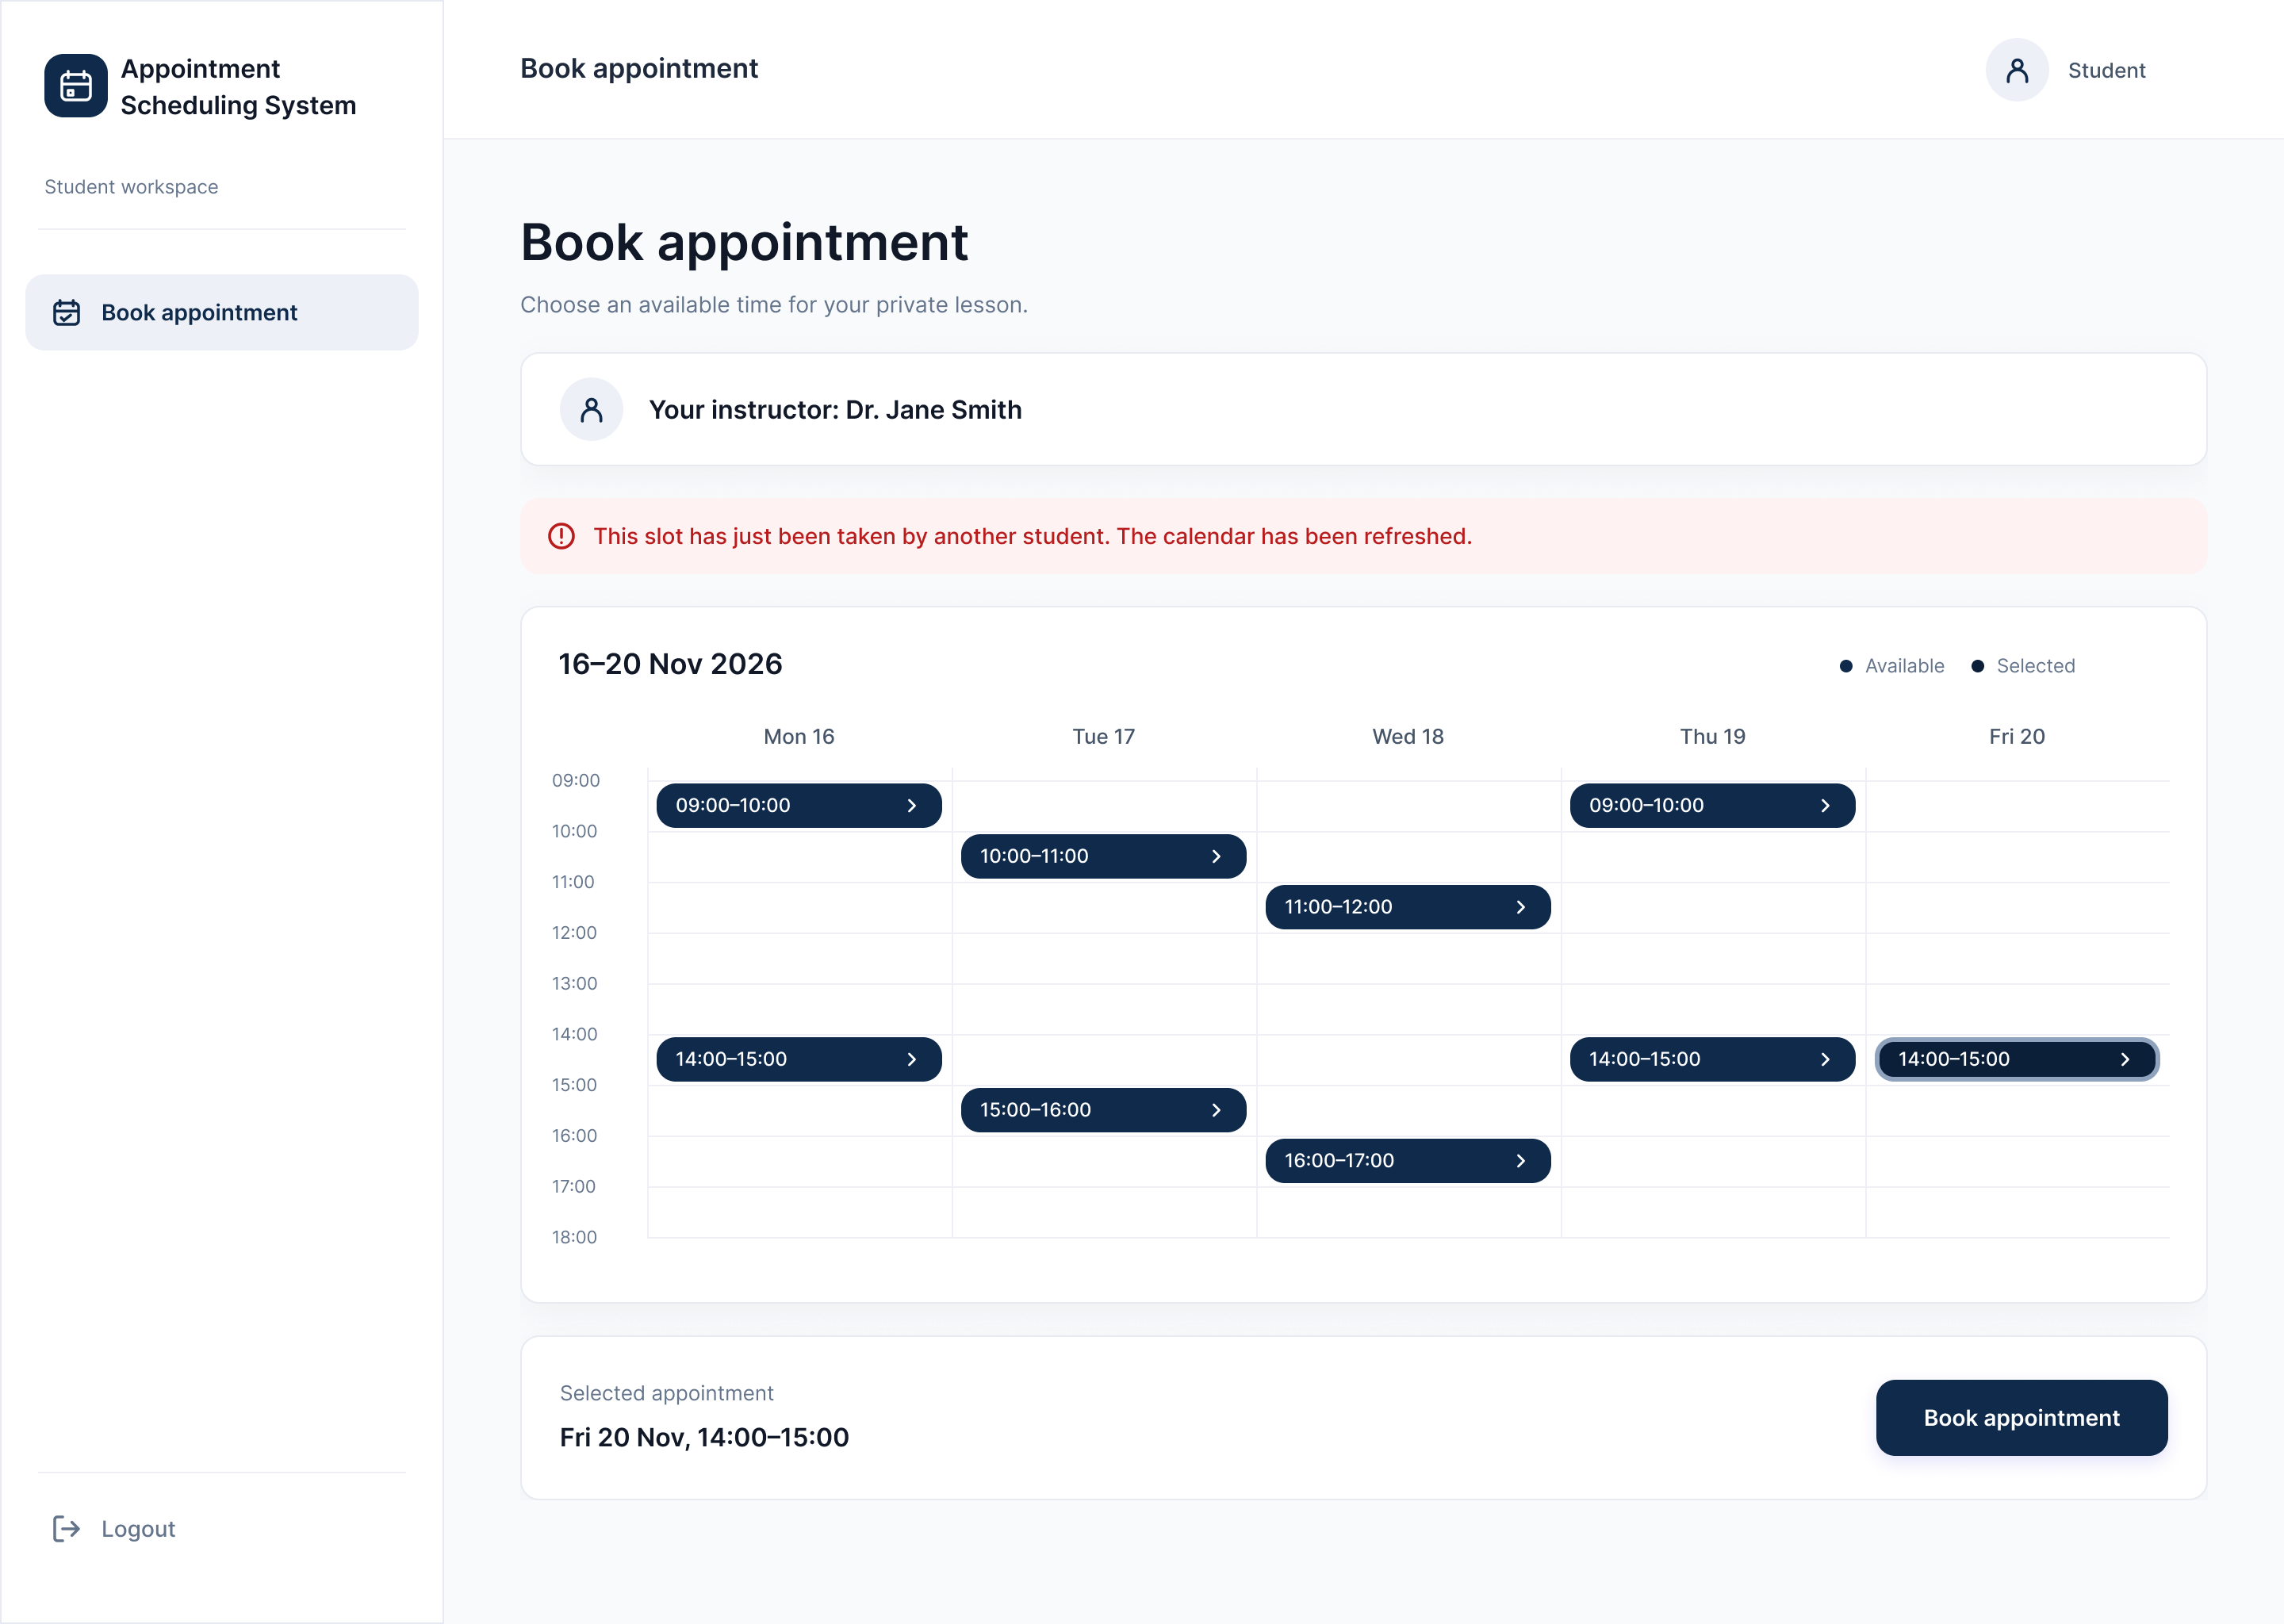 Appointment
Scheduling System
Student workspace
Book appointment
Logout
Book appointment
Student
Book appointment
Choose an available time for your private lesson.
Your instructor: Dr. Jane Smith
This slot has just been taken by another student. The calendar has been refreshed.
16–20 Nov 2026
Available
Selected
Mon 16
Tue 17
Wed 18
Thu 19
Fri 20
09:00
09:00–10:00
09:00–10:00
10:00
10:00–11:00
11:00
11:00–12:00
12:00
13:00
14:00
14:00–15:00
14:00–15:00
14:00–15:00
15:00
15:00–16:00
16:00
16:00–17:00
17:00
18:00
Selected appointment
Fri 20 Nov, 14:00–15:00
Book appointment